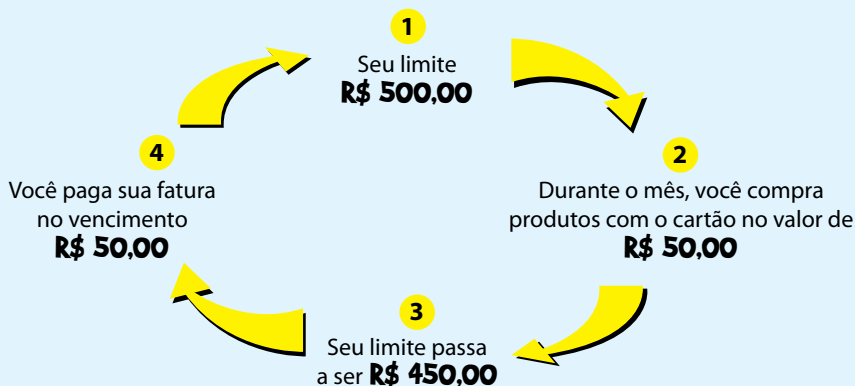 1
Seu limite
R$ 500,00
2
Durante o mês, você compra
produtos com o cartão no valor de
R$ 50,00
3
Seu limite passa
a ser R$ 450,00
4
Você paga sua fatura
no vencimento
R$ 50,00